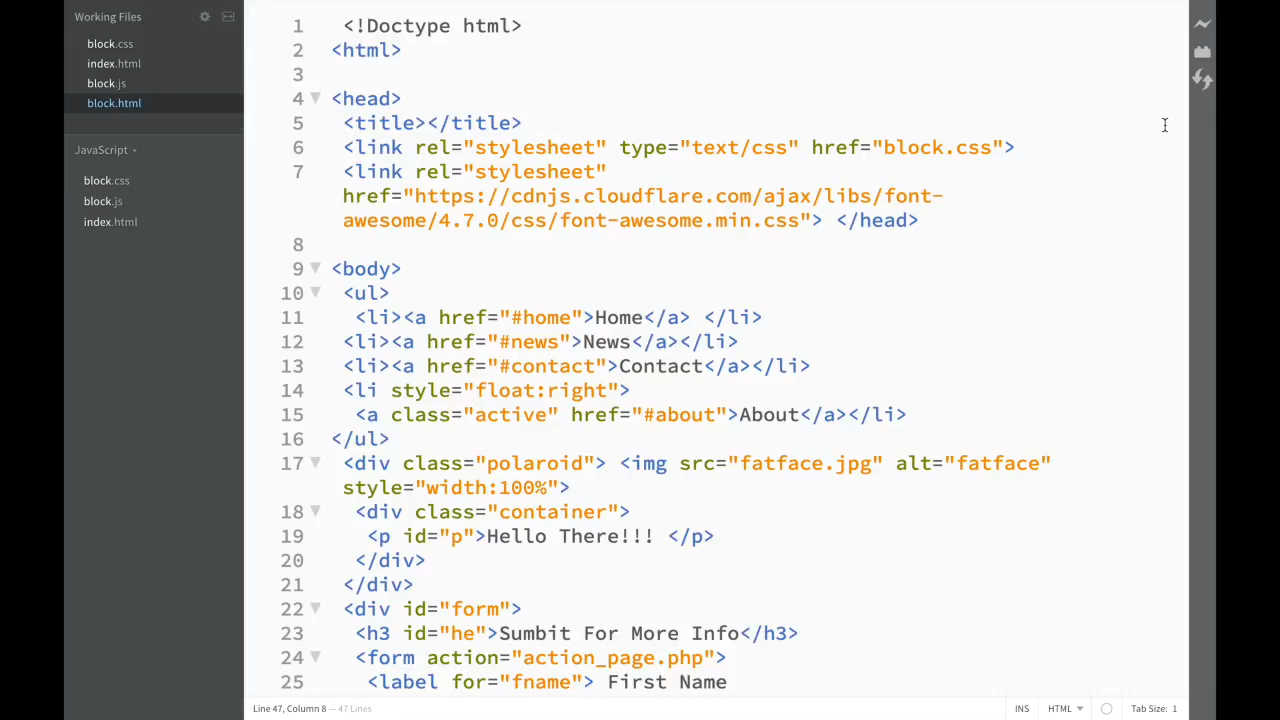 Working Files
block.css
index.html
block.js
block.html
JavaScript
block.css
block.js
index.html
1 <!Doctype html>
2 <html>
3
4 <head>
5 <title></title>
6 <link rel="stylesheet" type="text/css" href="block.css">
7 <link rel="stylesheet"
href="https://cdnjs.cloudflare.com/ajax/libs/font-
awesome/4.7.0/css/font-awesome.min.css"> </head>
8
9 <body>
10 <ul>
11 <li><a href="#home">Home</a> </li>
12 <li><a href="#news">News</a></li>
13 <li><a href="#contact">Contact</a></li>
14 <li style="float:right">
15 <a class="active" href="#about">About</a></li>
16 </ul>
17 <div class="polaroid"> <img src="fatface.jpg" alt="fatface"
style="width:100%">
18 <div class="container">
19 <p id="p">Hello There!!! </p>
20 </div>
21 </div>
22 <div id="form">
23 <h3 id="he">Sumbit For More Info</h3>
24 <form action="action_page.php">
25 <label for="fname"> First Name
Line 47, Column 8 — 47 Lines
INS
HTML
Tab Size: 1